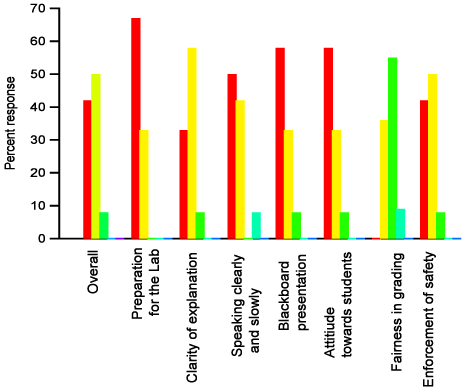 70
60
50
40
30
20
10
0
Percent response
Overall
Preparation
for the Lab
Clarity of explanation
Speaking clearly
and slowly
Blackboard
presentation
Attitiude
towards students
Fairness in grading
Enforcement of safety